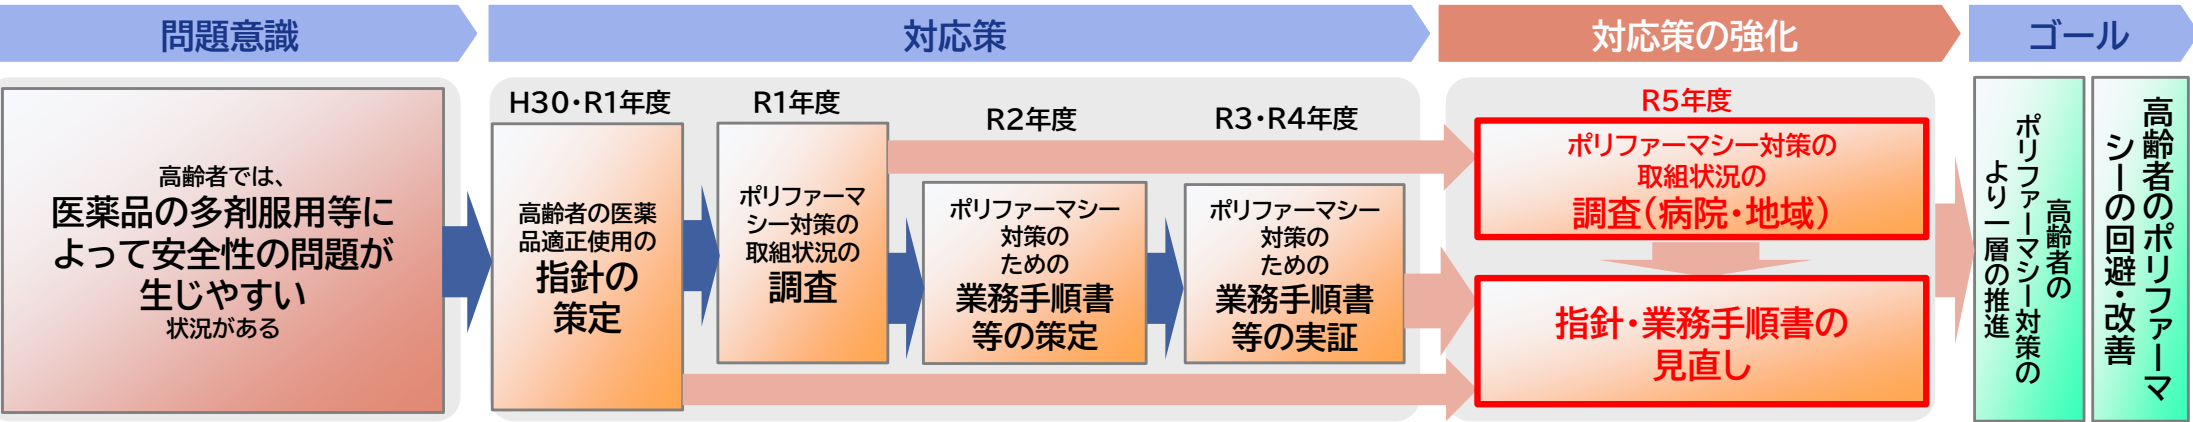 問題意識
対応策
対応策の強化
ゴール
高齢者では、
医薬品の多剤服用等に
よって安全性の問題が
生じやすい
状況がある
H30・R1年度
高齢者の医薬
品適正使用の
指針の
策定
R1年度
ポリファーマ
シー対策の
取組状況の
調査
R2年度
ポリファーマシー
対策の
ための
業務手順書
等の策定
R3・R4年度
ポリファーマシー
対策の
ための
業務手順書
等の実証
R5年度
ポリファーマシー対策の
取組状況の
調査（病院・地域）
指針・業務手順書の
見直し
高齢者の
ポリファーマシー対策の
より一層の推進
高齢者のポリファーマ
シーの回避・改善